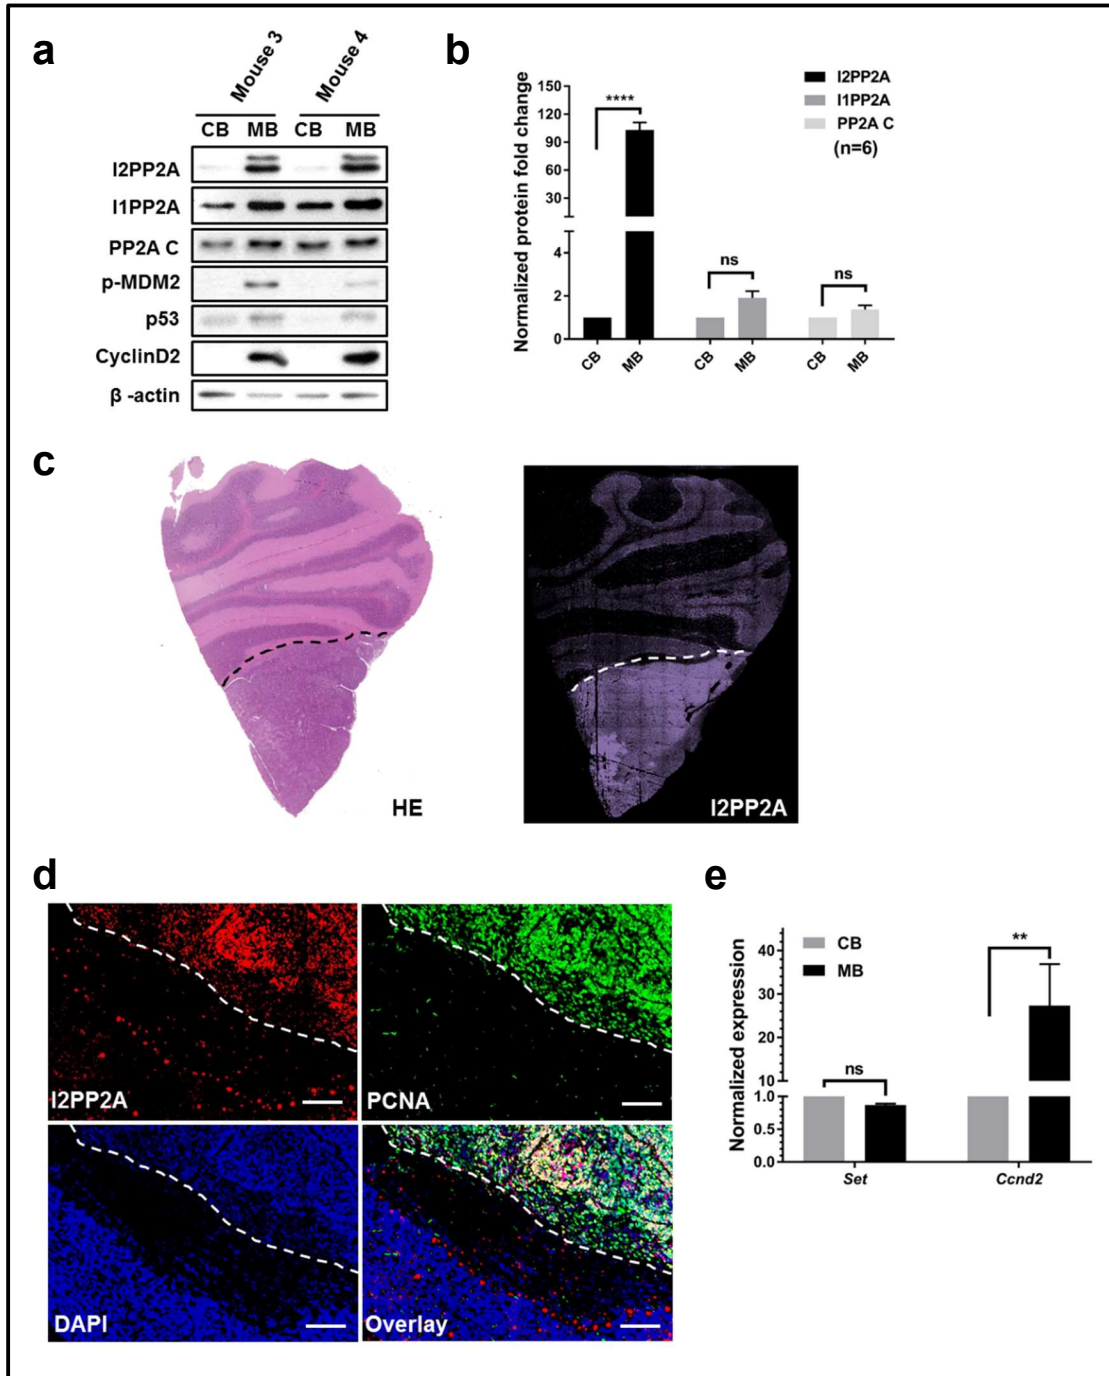 a
Mouse 3
Mouse 4
CB MB CB MB
I2PP2A
I1PP2A
PP2A C
p-MDM2
p53
CyclinD2
β -actin
b
Normalized protein fold change
150
120
90
60
30
4
2
0
****
ns
ns
CB
MB
CB
MB
CB
MB
I2PP2A
I1PP2A
PP2A C
(n=6)
c
HE
I2PP2A
d
I2PP2A
PCNA
DAPI
Overlay
e
Normalized expression
40
30
20
10
1.0
0.5
0.0
CB
MB
ns
**
Set
Ccnd2